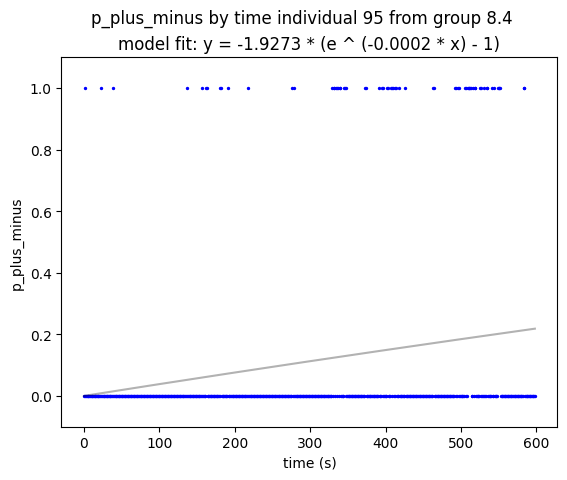 p_plus_minus by time individual 95 from group 8.4
model fit: y = -1.9273 * (e ^ (-0.0002 * x) - 1)
1.0
0.8
0.6
0.4
0.2
0.0
p_plus_minus
0 100 200 300 400 500 600
time (s)